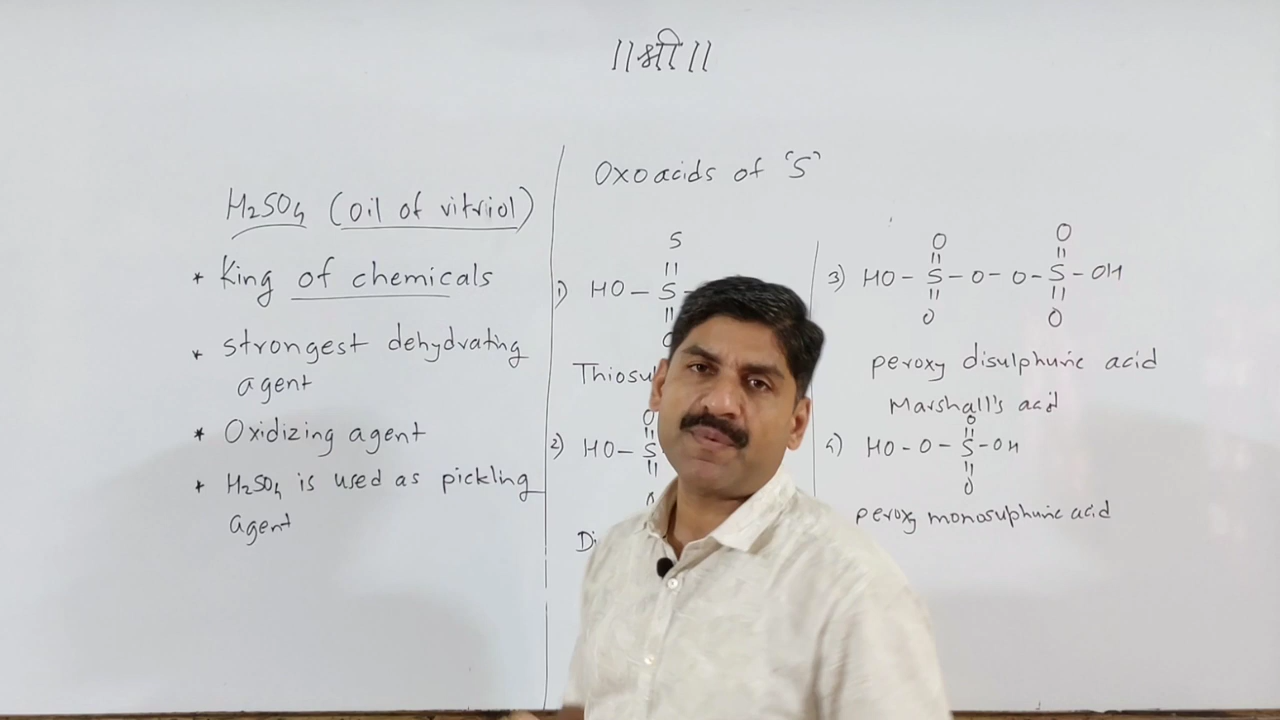 ||श्री||
H2SO4 (oil of vitriol)
* King of chemicals
* strongest dehydrating
agent
* Oxidizing agent
* H2SO4 is used as pickling
agent
Oxoacids of 'S'
S
||
1) HO – S –
||
Thiosul
O
||
2) HO – S
||
Di
O O
|| ||
3) HO – S – O – O – S – OH
|| ||
O O
peroxy disulphuric acid
Marshall's acid
O
||
4) HO – O – S – OH
||
O
peroxy monosuphuric acid